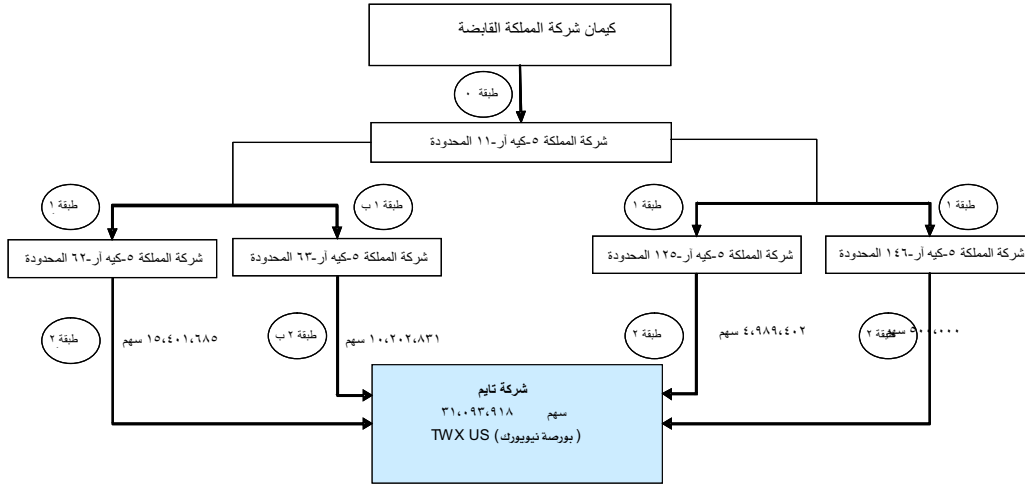 كيمان شركة المملكة القابضة
طبقة ٠
شركة المملكة ٥-كيه آر-١١ المحدودة
طبقة ١
طبقة ١
طبقة ١ ب
طبقة ١
شركة المملكة ٥-كيه آر-١٤٦ المحدودة
شركة المملكة ٥-كيه آر-١٢٥ المحدودة
شركة المملكة ٥-كيه آر-٦٣ المحدودة
شركة المملكة ٥-كيه آر-٦٢ المحدودة
٥٠٠،٠٠٠ سهم
طبقة ٢
٤،٩٨٩،٤٠٢ سهم
طبقة ٢
١٠،٢٠٢،٨٣١ سهم
طبقة ٢ ب
١٥،٤٠١،٦٨٥ سهم
طبقة ٢
شركة تايم
٣١،٠٩٣،٩١٨ سهم
TWX US (بورصة نيويورك)